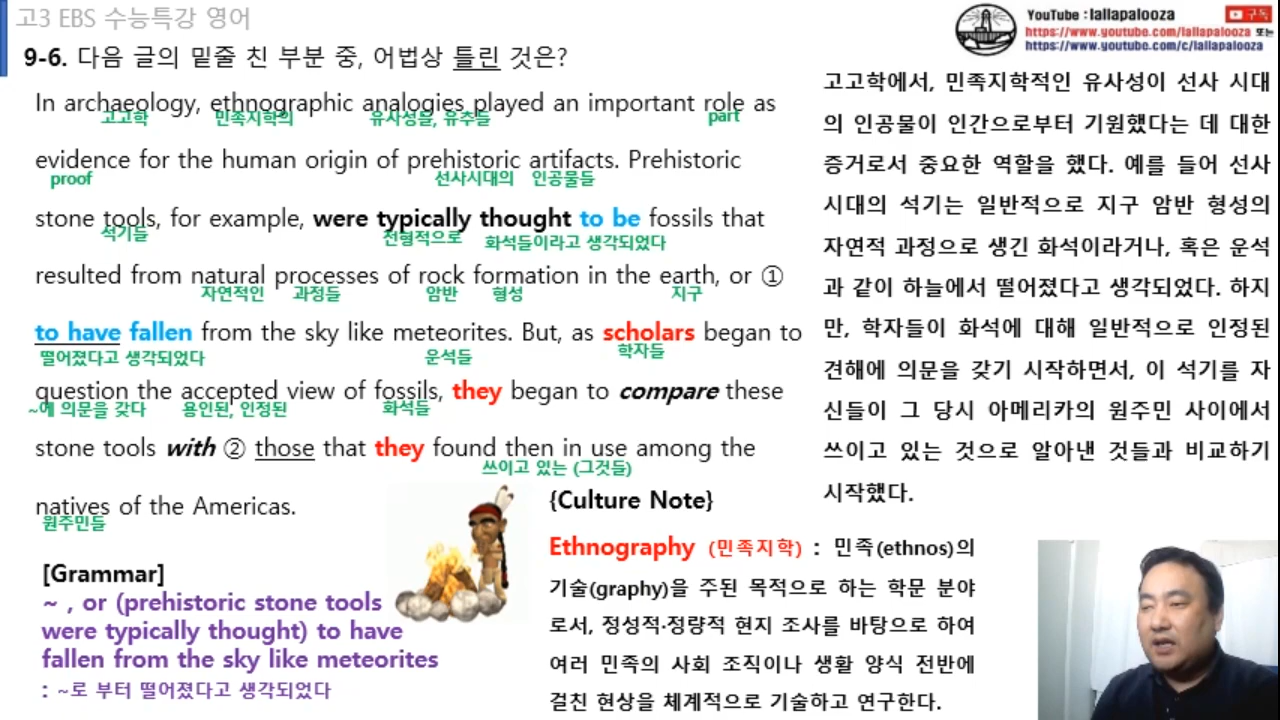 고3 EBS 수능특강 영어
YouTube : lallapalooza
구독
https://www.youtube.com/lallapalooza 또는
https://www.youtube.com/c/lallapalooza
9-6. 다음 글의 밑줄 친 부분 중, 어법상 틀린 것은?
In archaeology, ethnographic analogies played an important role as
고고학 민족지학의 유사성들, 유추들 part
evidence for the human origin of prehistoric artifacts. Prehistoric
proof 선사시대의 인공물들
stone tools, for example, were typically thought to be fossils that
석기들 전형적으로 화석들이라고 생각되었다
resulted from natural processes of rock formation in the earth, or ①
자연적인 과정들 암반 형성 지구
to have fallen from the sky like meteorites. But, as scholars began to
떨어졌다고 생각되었다 운석들 학자들
question the accepted view of fossils, they began to compare these
~에 의문을 갖다 용인된, 인정된 화석들
stone tools with ② those that they found then in use among the
쓰이고 있는 (그것들)
natives of the Americas.
원주민들
고고학에서, 민족지학적인 유사성이 선사 시대
의 인공물이 인간으로부터 기원했다는 데 대한
증거로서 중요한 역할을 했다. 예를 들어 선사
시대의 석기는 일반적으로 지구 암반 형성의
자연적 과정으로 생긴 화석이라거나, 혹은 운석
과 같이 하늘에서 떨어졌다고 생각되었다. 하지
만, 학자들이 화석에 대해 일반적으로 인정된
견해에 의문을 갖기 시작하면서, 이 석기를 자
신들이 그 당시 아메리카의 원주민 사이에서
쓰이고 있는 것으로 알아낸 것들과 비교하기
시작했다.
[Grammar]
~ , or (prehistoric stone tools
were typically thought) to have
fallen from the sky like meteorites
: ~로 부터 떨어졌다고 생각되었다
{Culture Note}
Ethnography (민족지학) : 민족(ethnos)의
기술(graphy)을 주된 목적으로 하는 학문 분야
로서, 정성적·정량적 현지 조사를 바탕으로 하여
여러 민족의 사회 조직이나 생활 양식 전반에
걸친 현상을 체계적으로 기술하고 연구한다.